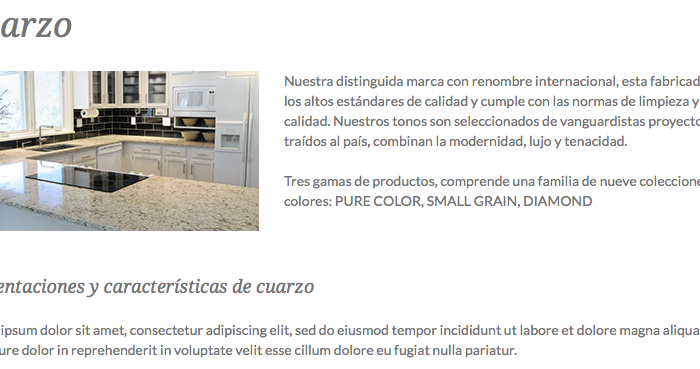 arzo
Nuestra distinguida marca con renombre internacional, esta fabricad
los altos estándares de calidad y cumple con las normas de limpieza y
calidad. Nuestros tonos son seleccionados de vanguardistas proyecto
traídos al país, combinan la modernidad, lujo y tenacidad.
Tres gamas de productos, comprende una familia de nueve coleccione
colores: PURE COLOR, SMALL GRAIN, DIAMOND
entaciones y características de cuarzo
ipsum dolor sit amet, consectetur adipiscing elit, sed do eiusmod tempor incididunt ut labore et dolore magna aliqua
ure dolor in reprehenderit in voluptate velit esse cillum dolore eu fugiat nulla pariatur.